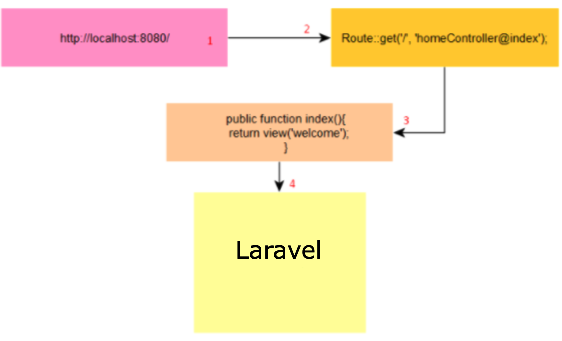 http://localhost:8080/ 1
2
Route::get('/', 'homeController@index');
3
public function index(){
return view('welcome');
}
4
Laravel